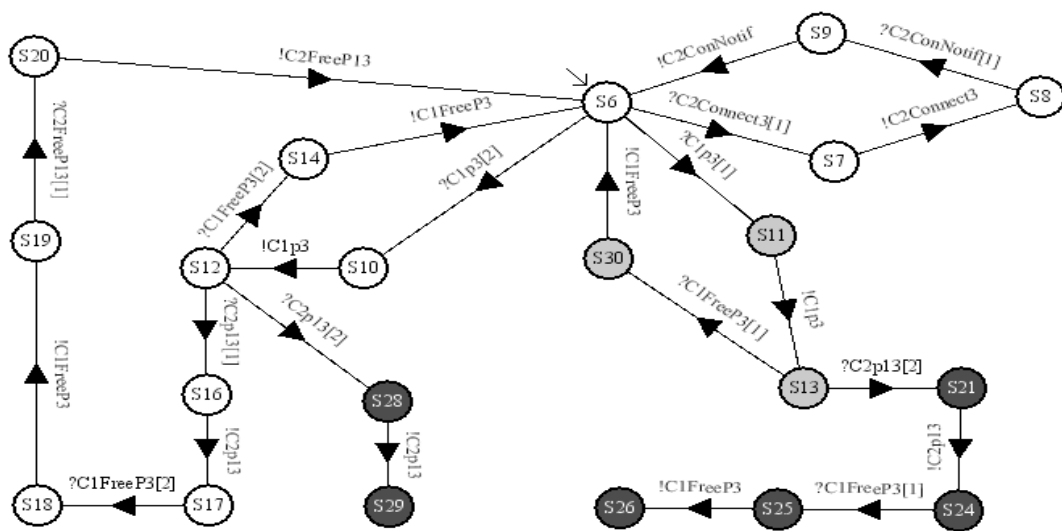 S20
!C2FreeP13
!C2ConNotif
S9
?C2ConNotif[1]
S8
S6
?C2Connect3[1]
!C2Connect3
S7
?C2FreeP13[1]
!C1FreeP3
S14
?C1p3[2]
!C1FreeP3
?C1p3[1]
?C1FreeP3[2]
S19
S12
!C1p3
S10
S30
S11
?C2p13[1]
?C2p13[2]
?C1FreeP3[1]
!C1p3
!C1FreeP3
S16
S28
S13
?C2p13[2]
S21
!C2p13
!C2p13
!C2p13
S18
?C1FreeP3[2]
S17
S29
S26
!C1FreeP3
S25
?C1FreeP3[1]
S24